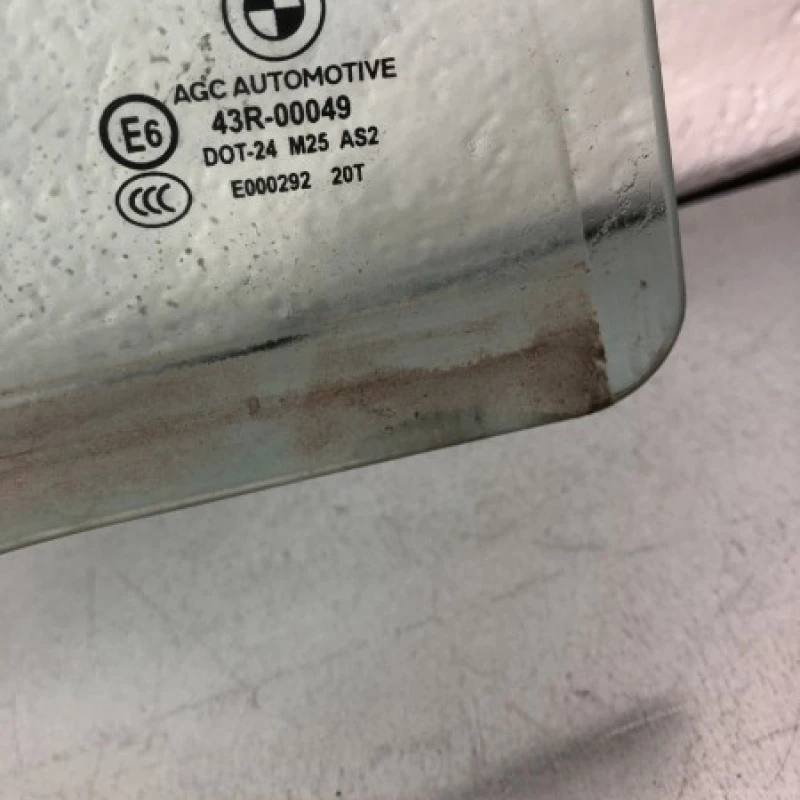 AGC AUTOMOTIVE
E6 43R-00049
DOT-24 M25 AS2
CCC E000292 20T